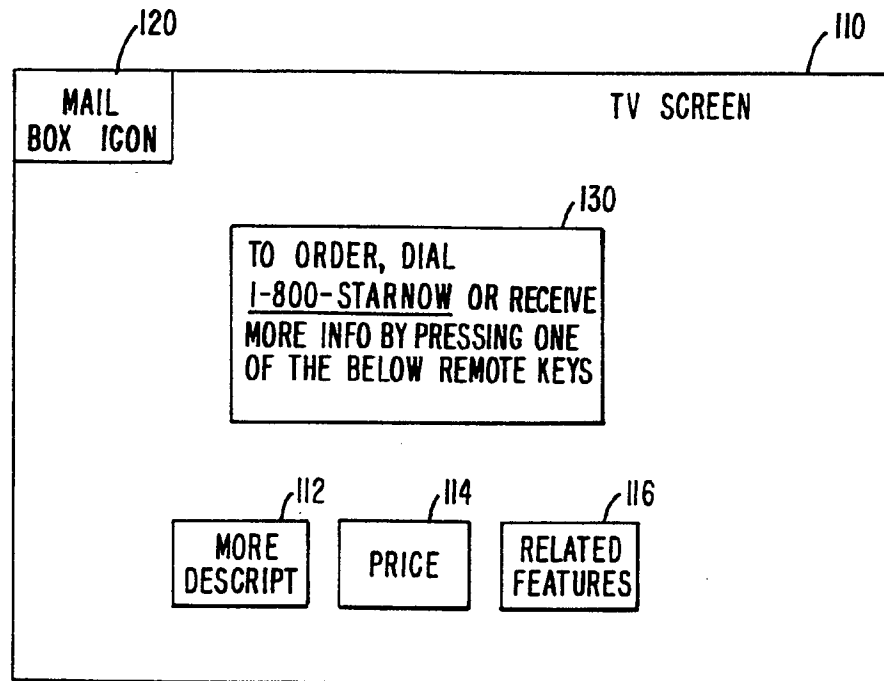 120
110
MAIL
BOX ICON
TV SCREEN
130
TO ORDER, DIAL
1-800-STARNOW OR RECEIVE
MORE INFO BY PRESSING ONE
OF THE BELOW REMOTE KEYS
112
114
116
MORE
DESCRIPT
PRICE
RELATED
FEATURES